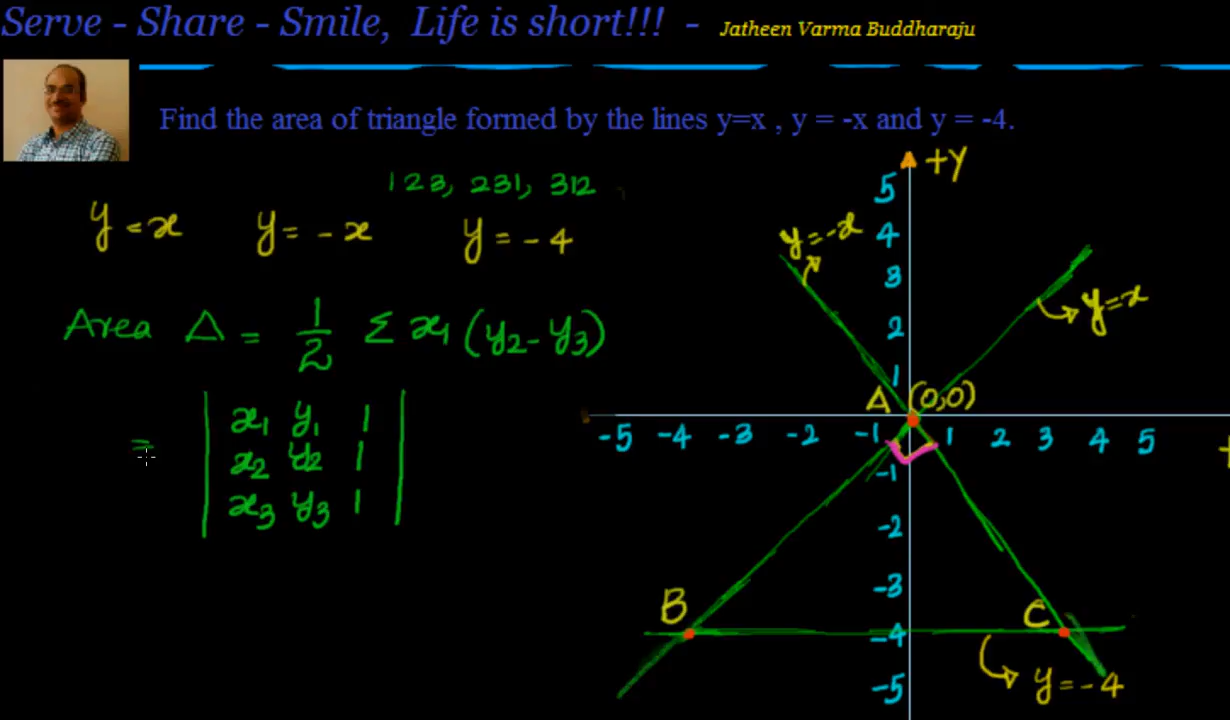 Serve - Share - Smile, Life is short!!! - Jatheen Varma Buddharaju
Find the area of triangle formed by the lines y=x , y = -x and y = -4.
123, 231, 312
y = x y = - x y = - 4
Area Δ = 1/2 Σ x1 (y2 - y3)
= | x1 y1 1 |
| x2 y2 1 |
| x3 y3 1 |
+Y
5
y=-x 4
3
y=x
2
1
A (0,0)
-5 -4 -3 -2 -1 1 2 3 4 5 +
-1
-2
-3
B C
-4
-5 y=-4